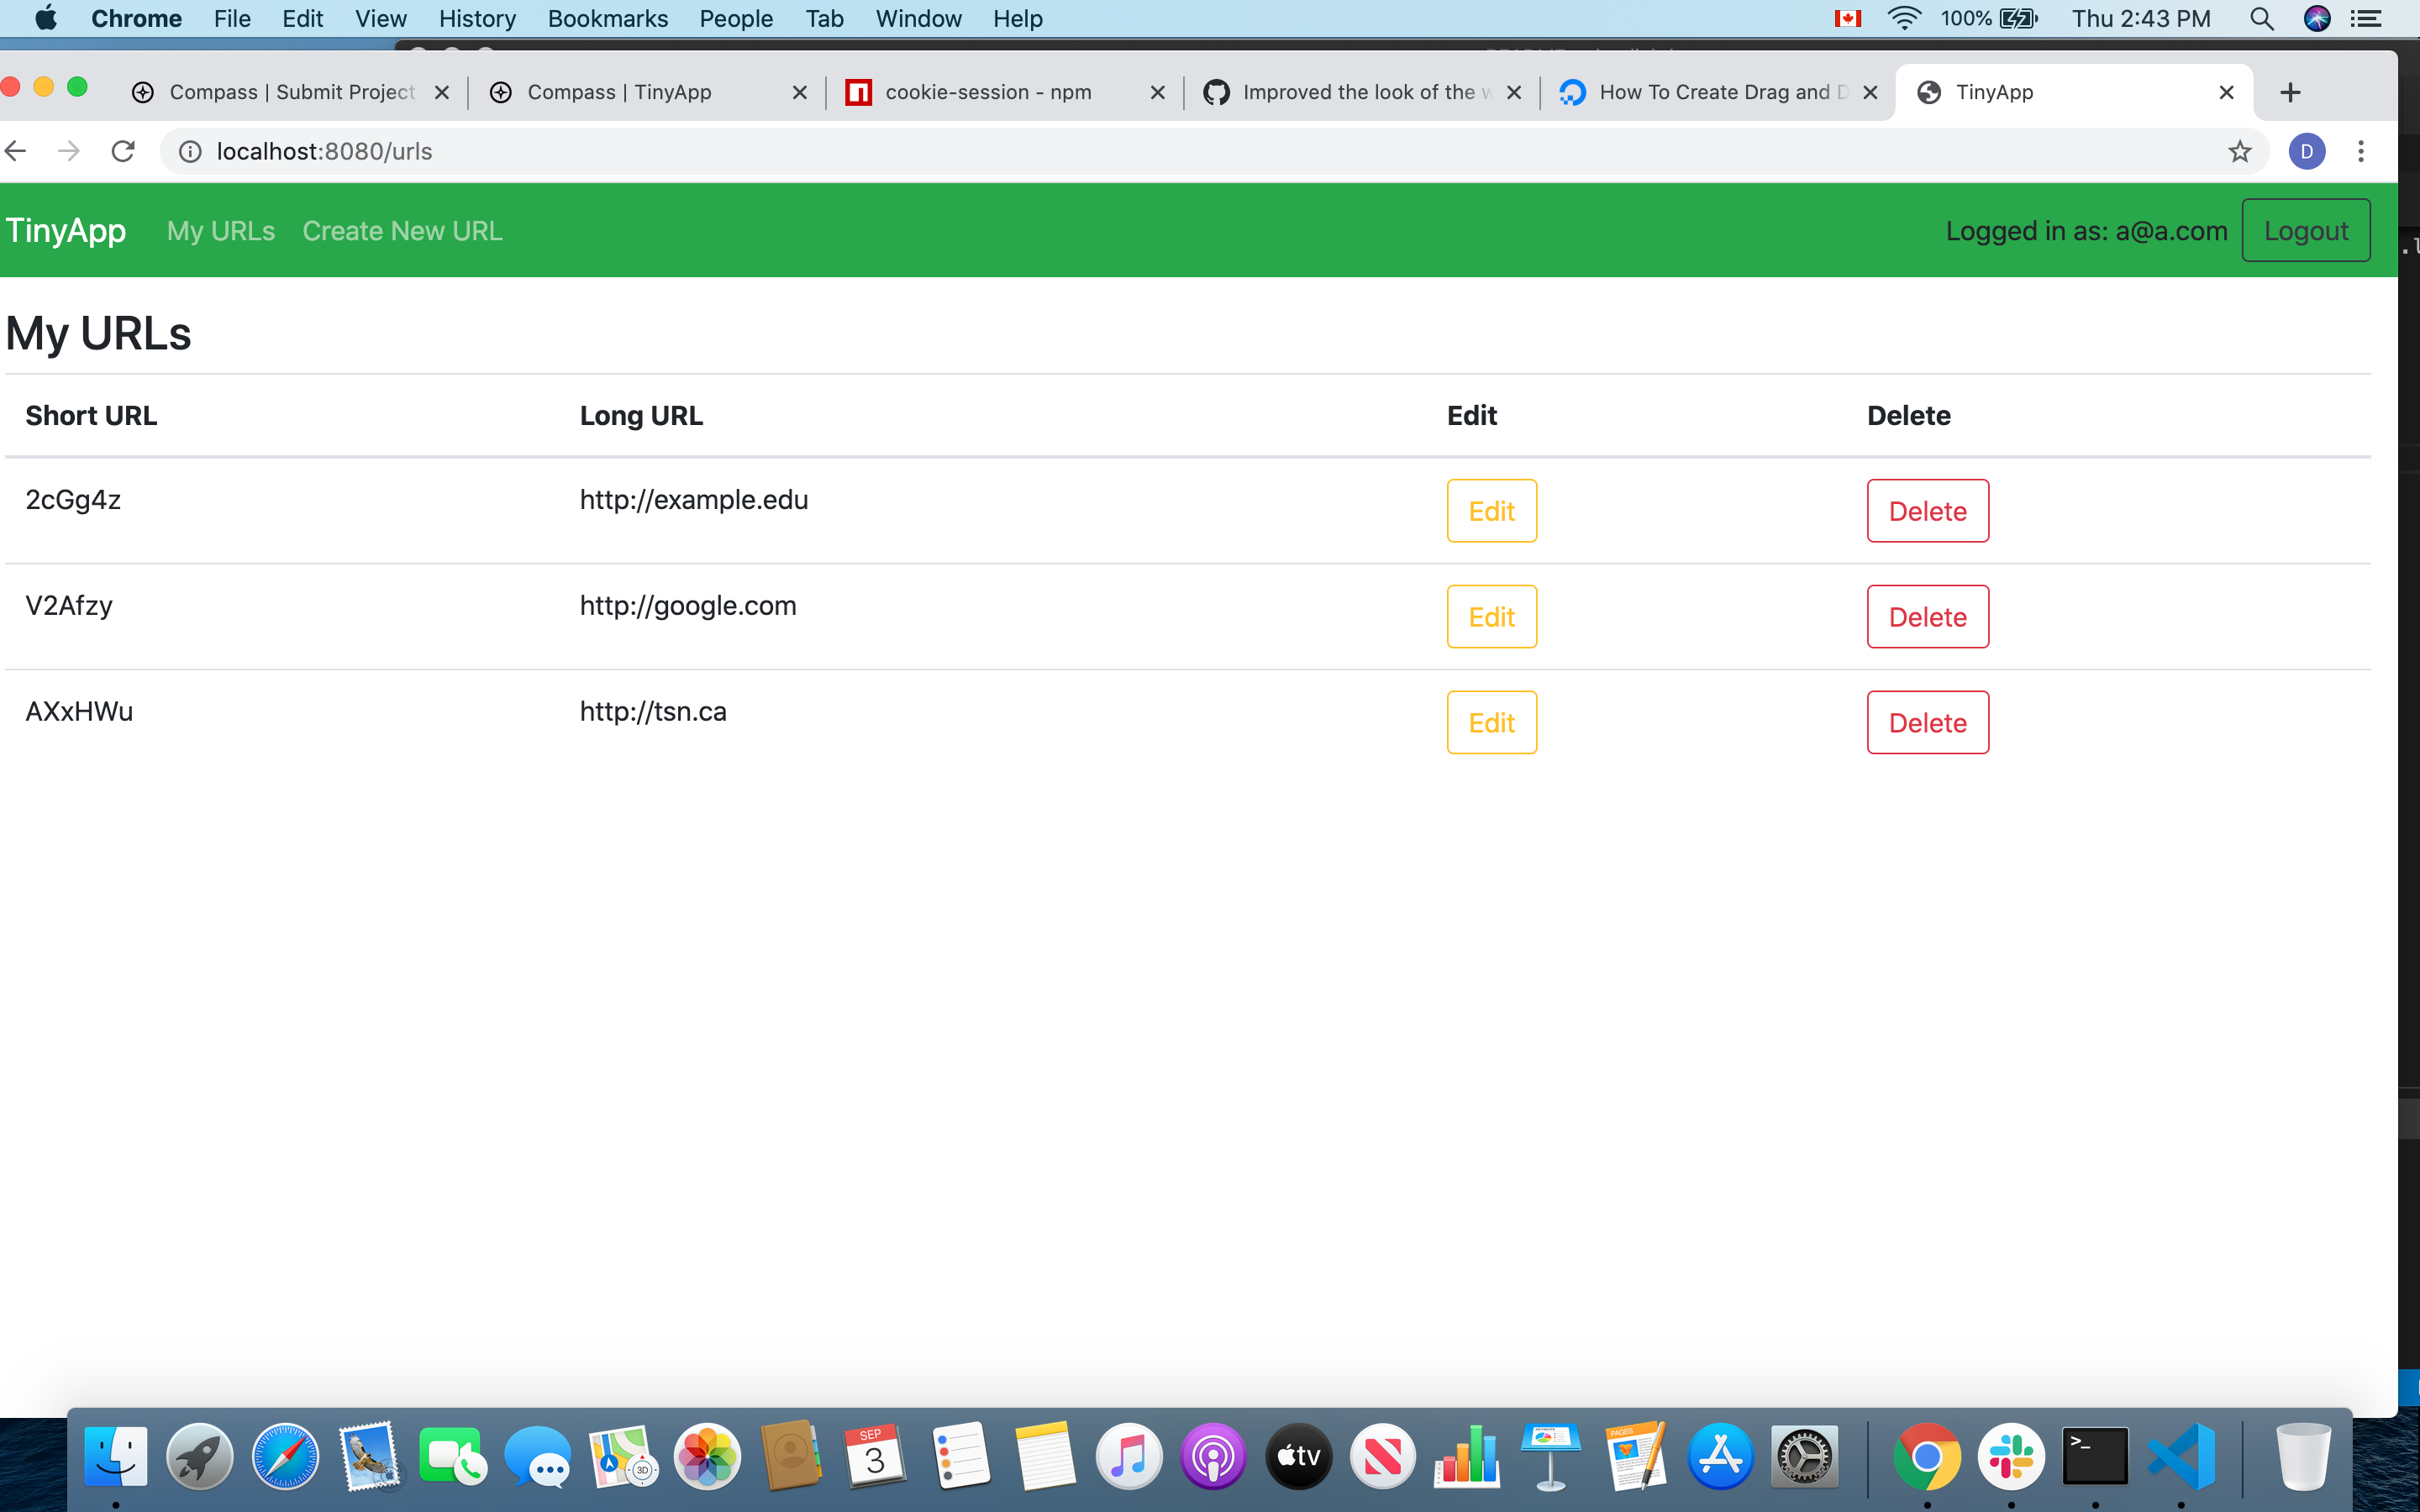 Chrome File Edit View History Bookmarks People Tab Window Help 100% Thu 2:43 PM
Compass | Submit Project Compass | TinyApp cookie-session - npm Improved the look of the w How To Create Drag and D TinyApp
localhost:8080/urls D
TinyApp My URLs Create New URL Logged in as: a@a.com Logout
My URLs
Short URL Long URL Edit Delete
2cGg4z http://example.edu Edit Delete
V2Afzy http://google.com Edit Delete
AXxHWu http://tsn.ca Edit Delete
SEP
3
3D
tv
PAGES
>_